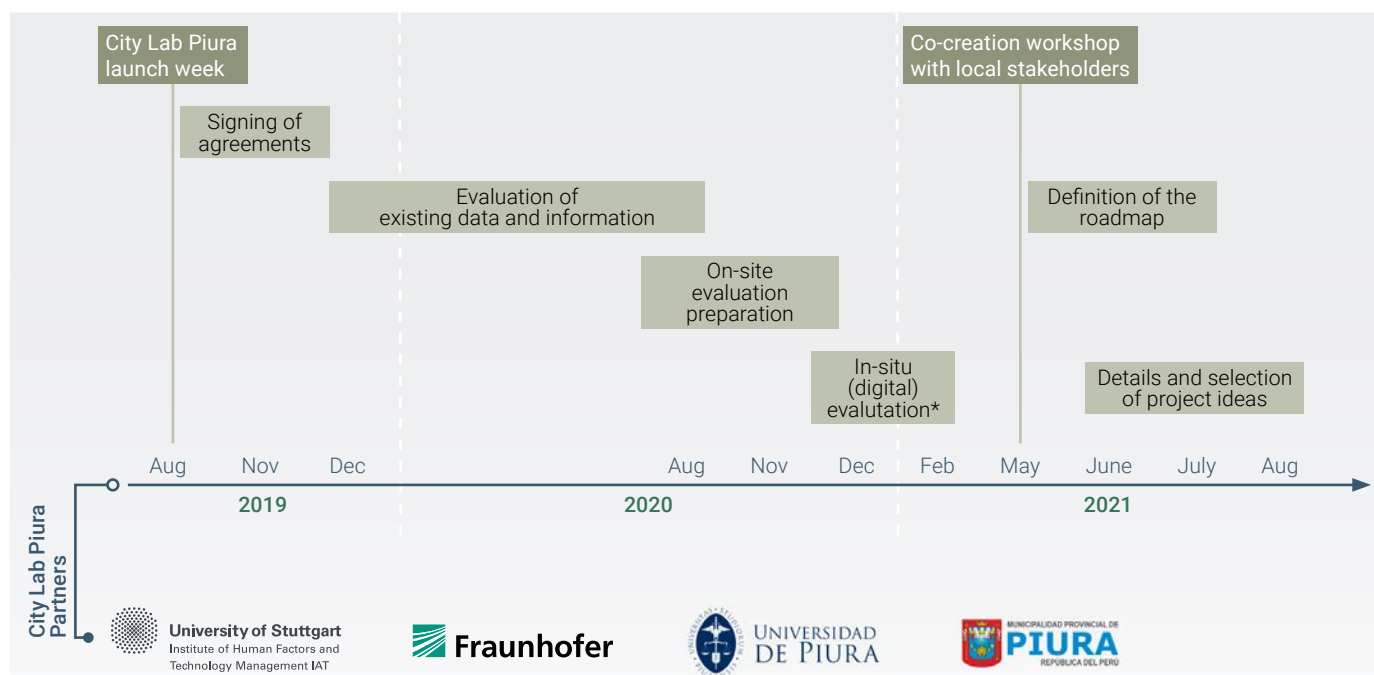 City Lab Piura
launch week
Co-creation workshop
with local stakeholders
Signing of
agreements
Evaluation of
existing data and information
Definition of the
roadmap
On-site
evaluation
preparation
In-situ
(digital)
evalutation*
Details and selection
of project ideas
Aug Nov Dec Aug Nov Dec Feb May June July Aug
2019 2020 2021
City Lab Piura
Partners
University of Stuttgart
Institute of Human Factors and
Technology Management IAT
Fraunhofer
UNIVERSIDAD
DE PIURA
MUNICIPALIDAD PROVINCIAL DE
PIURA
REPÚBLICA DEL PERÚ